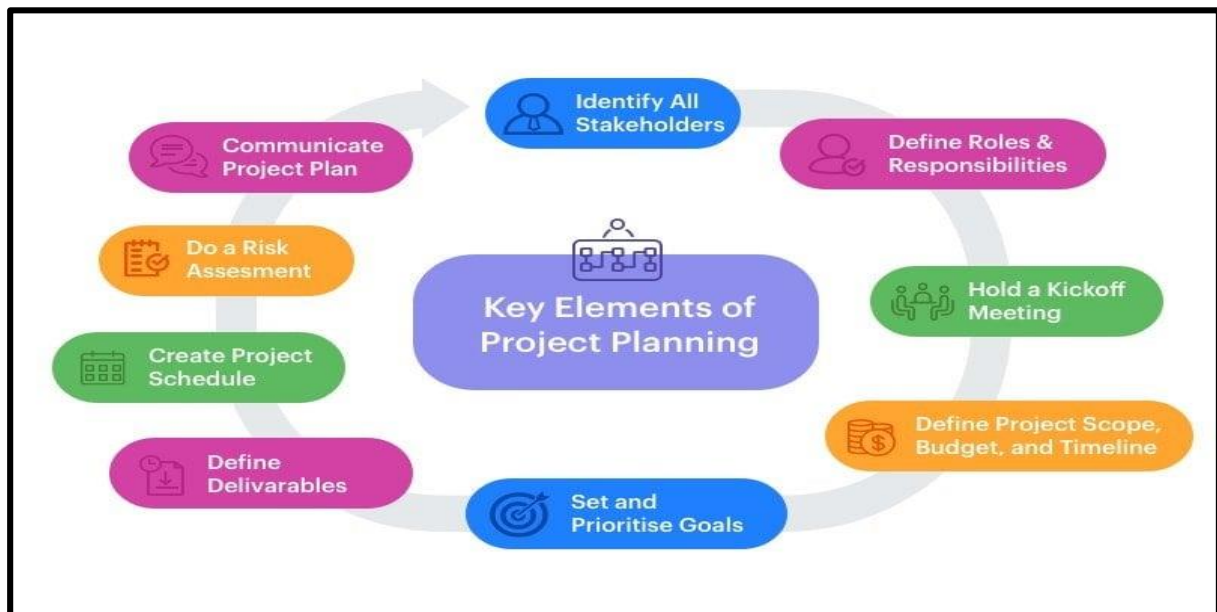 Identify All
Stakeholders
Define Roles &
Responsibilities
Hold a Kickoff
Meeting
Define Project Scope,
Budget, and Timeline
Set and
Prioritise Goals
Define
Delivarables
Create Project
Schedule
Do a Risk
Assesment
Communicate
Project Plan
Key Elements of
Project Planning